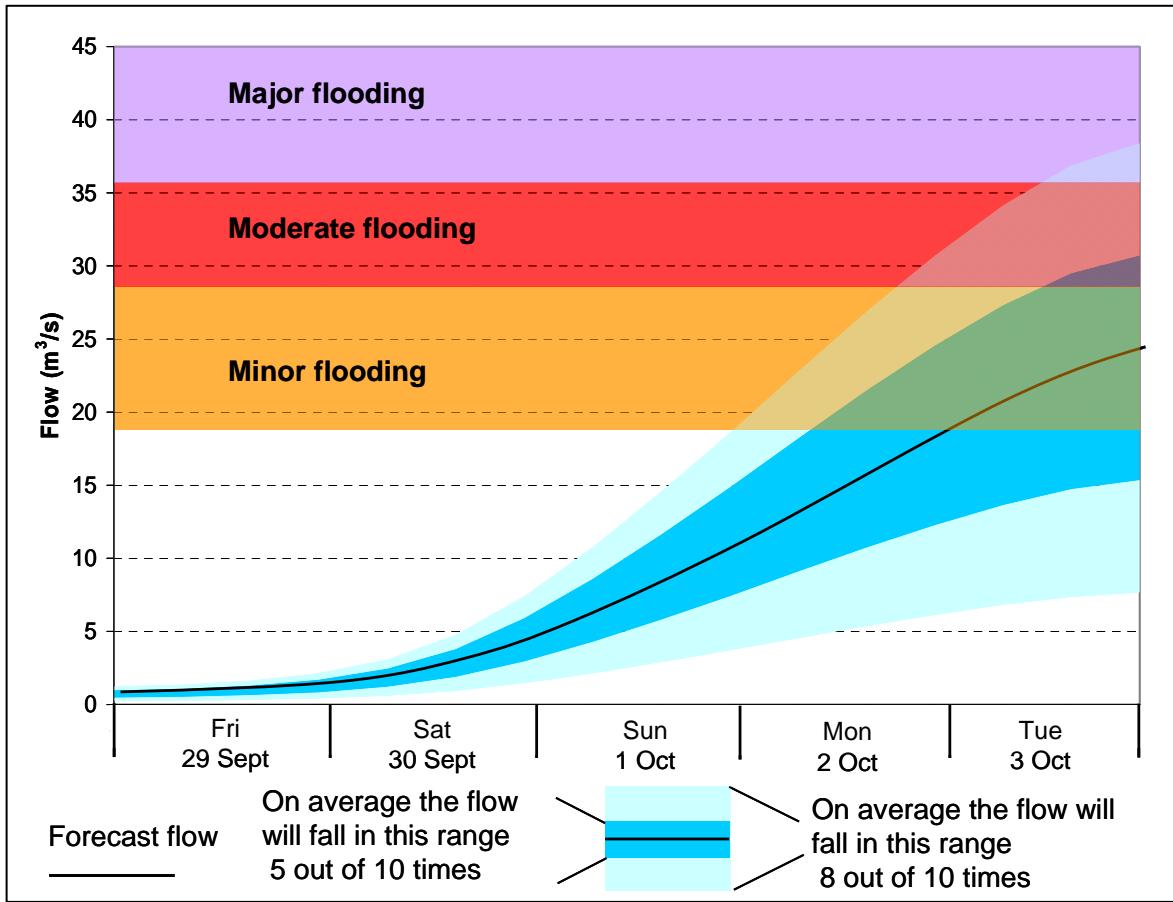 45
40
35
30
25
20
15
10
5
0
Flow (m³/s)
Major flooding
Moderate flooding
Minor flooding
Fri
29 Sept
Sat
30 Sept
Sun
1 Oct
Mon
2 Oct
Tue
3 Oct
Forecast flow
On average the flow
will fall in this range
5 out of 10 times
On average the flow will
fall in this range
8 out of 10 times